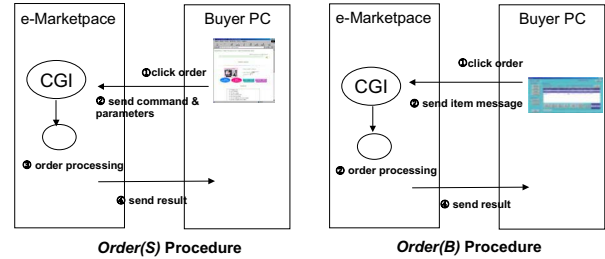 e-Marketpace
Buyer PC
CGI
①click order
② send command &
parameters
③ order processing
④ send result
Order(S) Procedure
e-Marketpace
Buyer PC
CGI
①click order
② send item message
② order processing
④ send result
Order(B) Procedure